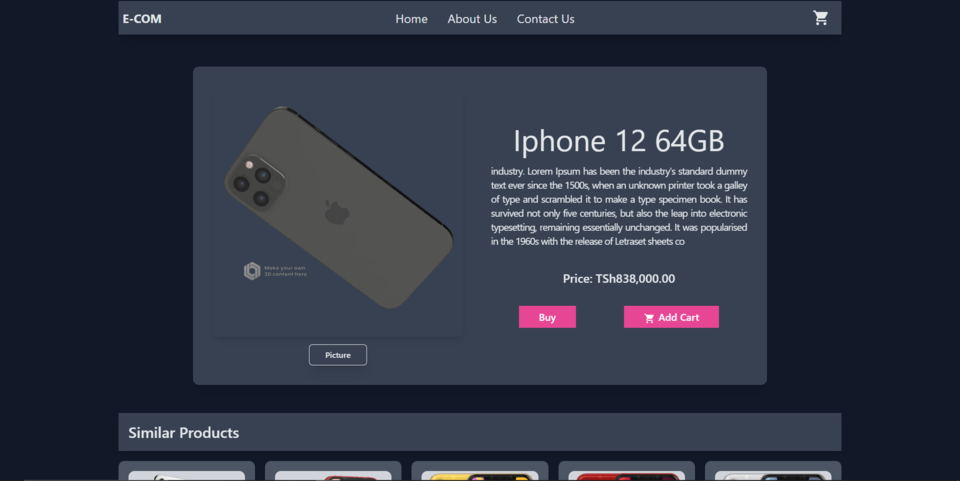 E-COM
Home About Us Contact Us
Iphone 12 64GB
industry. Lorem Ipsum has been the industry's standard dummy
text ever since the 1500s, when an unknown printer took a galley
of type and scrambled it to make a type specimen book. It has
survived not only five centuries, but also the leap into electronic
typesetting, remaining essentially unchanged. It was popularised
in the 1960s with the release of Letraset sheets co
Make your own
3D content here
Price: TSh838,000.00
Buy
Add Cart
Picture
Similar Products